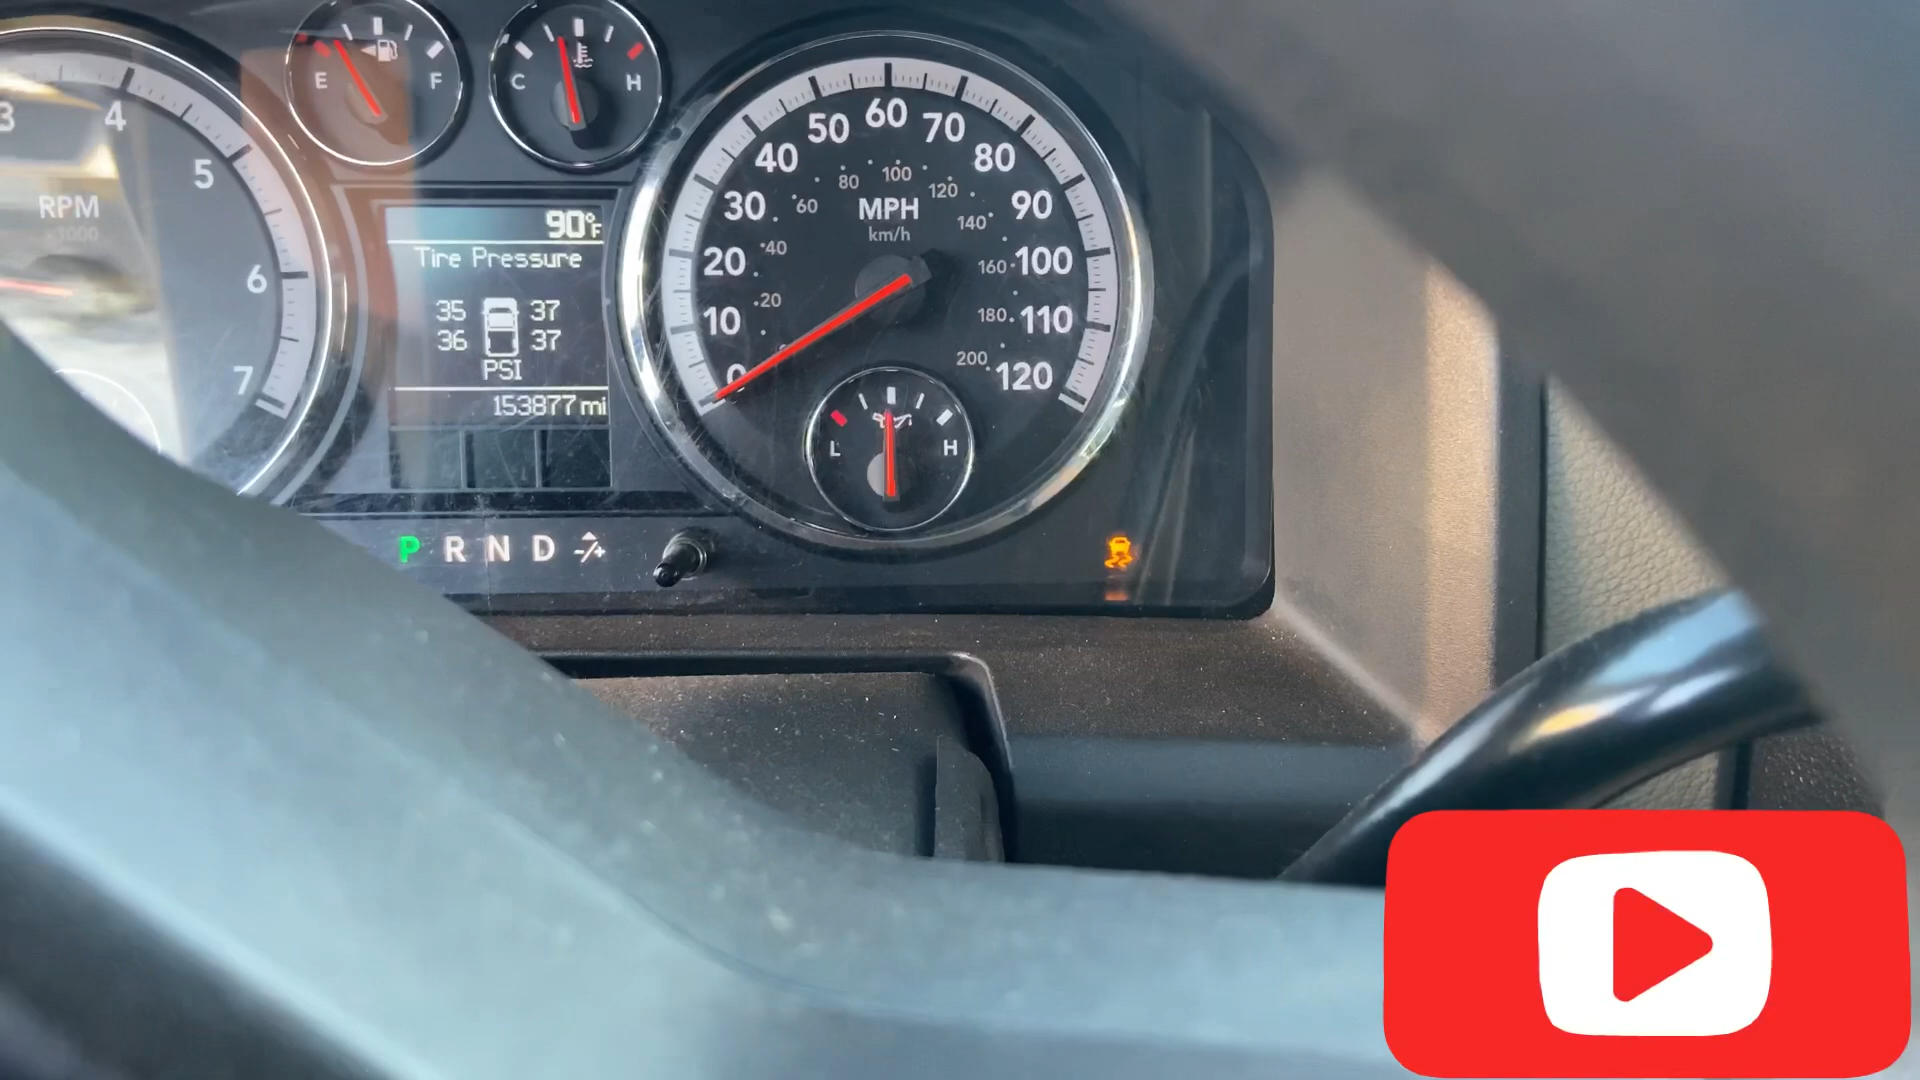 E F
C H
3
4
5
6
7
RPM
x1000
90°F
Tire Pressure
35 37
36 37
PSI
153877 mi
0
10
20
30
40
50
60
70
80
90
100
110
120
MPH
km/h
20
40
60
80
100
120
140
160
180
200
L H
P R N D -/+